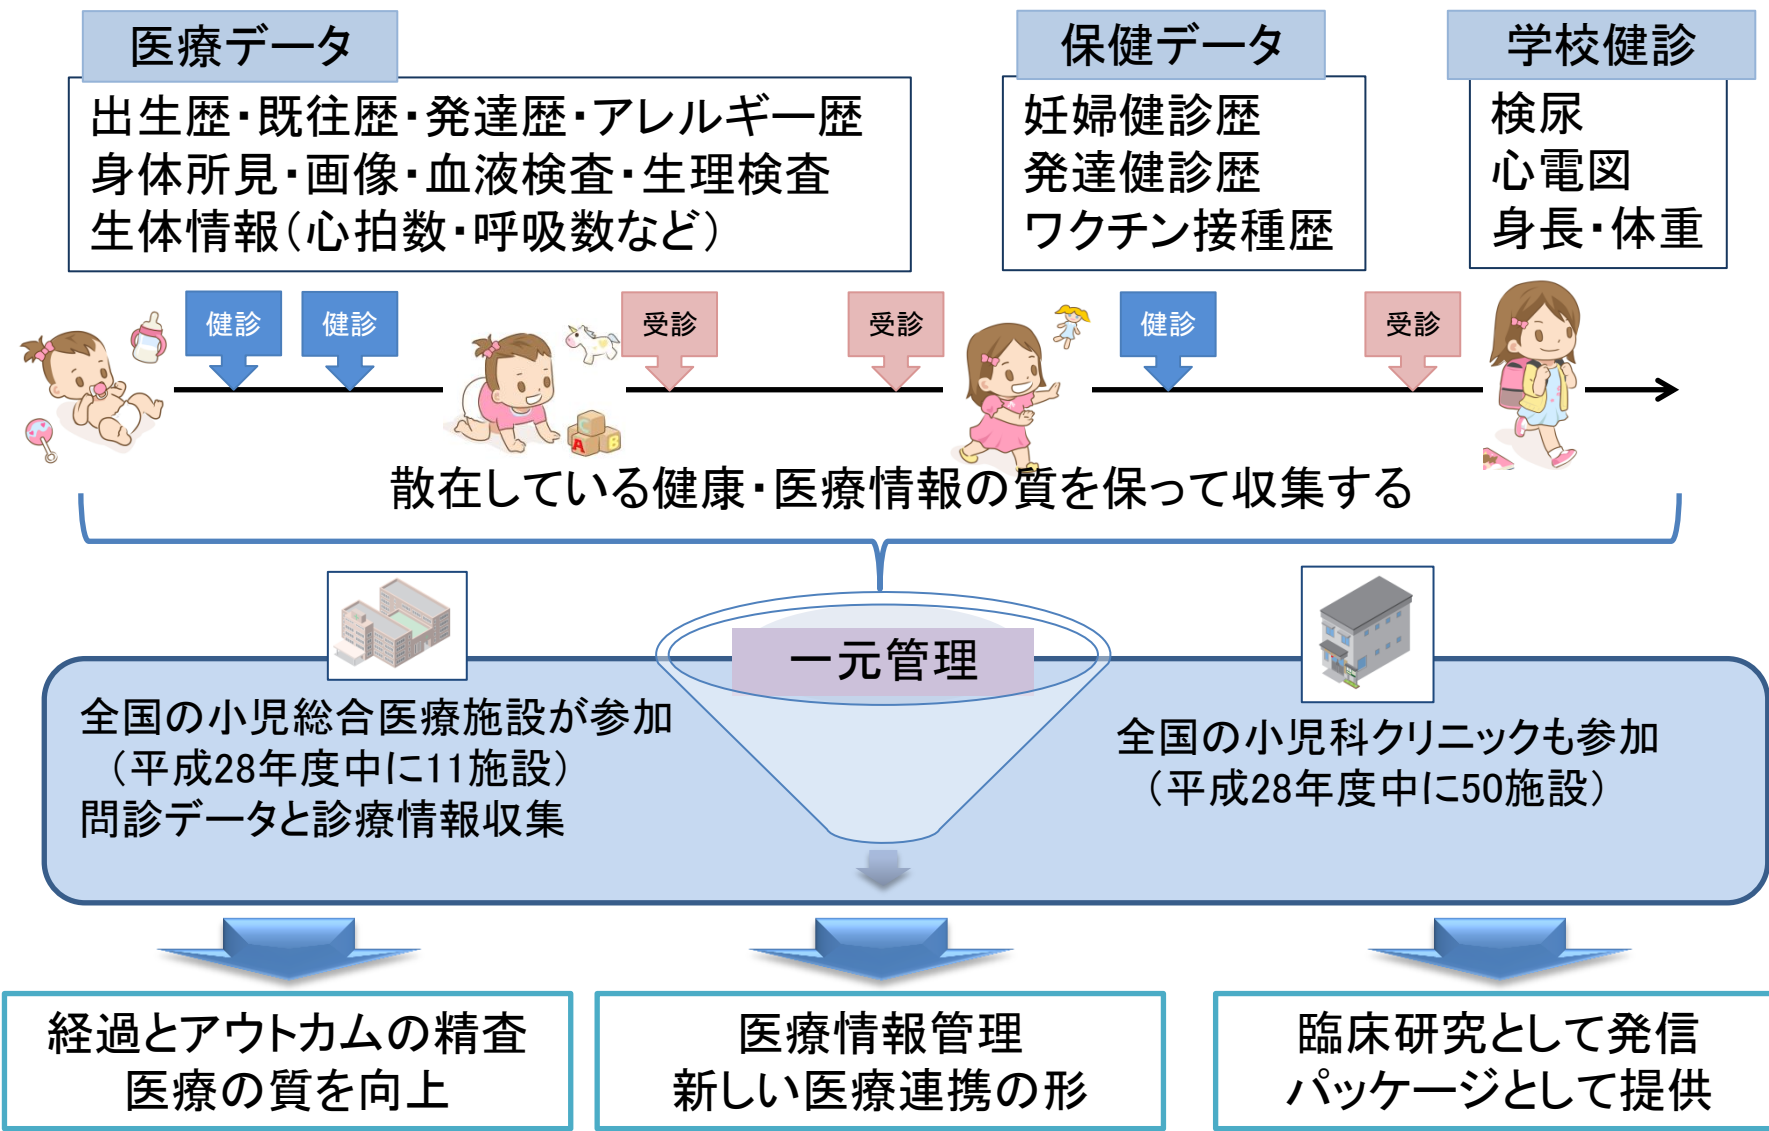 医療データ
出生歴・既往歴・発達歴・アレルギー歴
身体所見・画像・血液検査・生理検査
生体情報（心拍数・呼吸数など）
保健データ
妊婦健診歴
発達健診歴
ワクチン接種歴
学校健診
検尿
心電図
身長・体重
健診
健診
受診
受診
健診
受診
C
A
B
散在している健康・医療情報の質を保って収集する
一元管理
全国の小児総合医療施設が参加
（平成28年度中に11施設）
問診データと診療情報収集
全国の小児科クリニックも参加
（平成28年度中に50施設）
経過とアウトカムの精査
医療の質を向上
医療情報管理
新しい医療連携の形
臨床研究として発信
パッケージとして提供